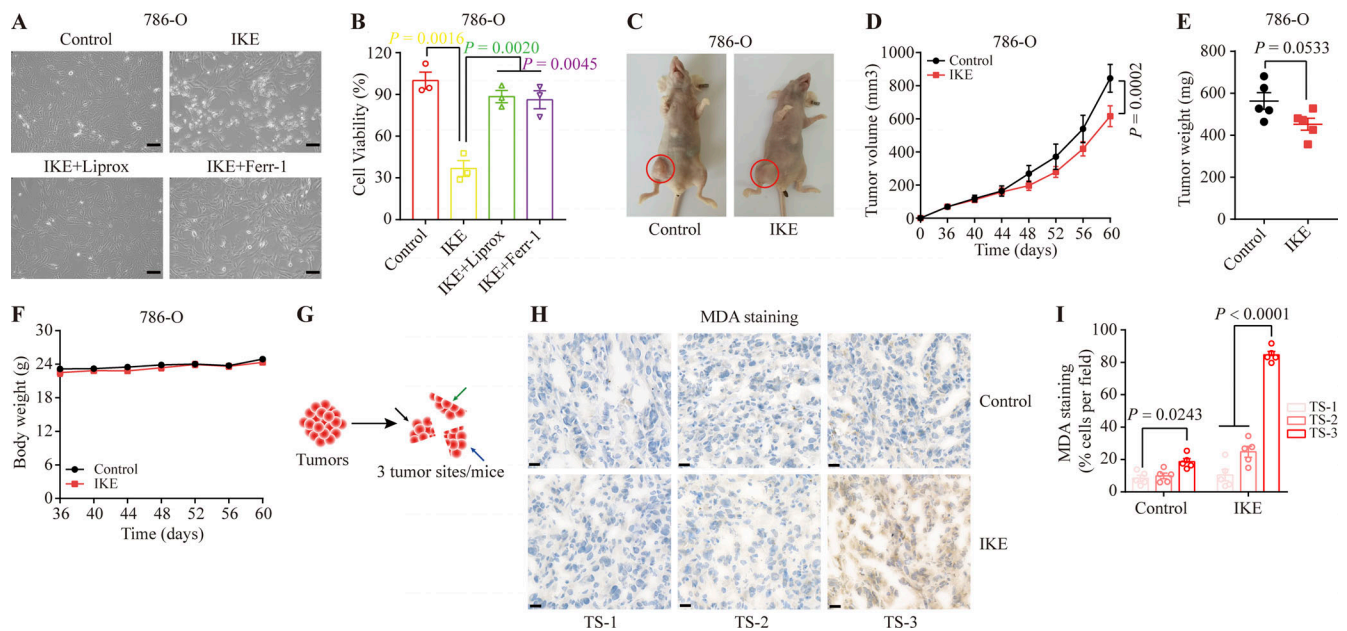 A
786-O
Control
IKE
IKE+Liprox
IKE+Ferr-1
B
786-O
P = 0.0016
P = 0.0020
P = 0.0045
Cell Viability (%)
120
90
60
30
0
Control
IKE
IKE+Liprox
IKE+Ferr-1
C
786-O
Control
IKE
D
786-O
Control
IKE
Tumor volume (mm3)
1000
800
600
400
200
0
0 36 40 44 48 52 56 60
Time (days)
P = 0.0002
E
786-O
P = 0.0533
Tumor weight (mg)
800
600
400
200
0
Control
IKE
F
786-O
Body weight (g)
30
24
18
12
6
0
Control
IKE
36 40 44 48 52 56 60
Time (days)
G
Tumors
3 tumor sites/mice
H
MDA staining
Control
IKE
TS-1
TS-2
TS-3
I
P < 0.0001
P = 0.0243
MDA staining
(% cells per field)
100
80
60
40
20
0
TS-1
TS-2
TS-3
Control
IKE